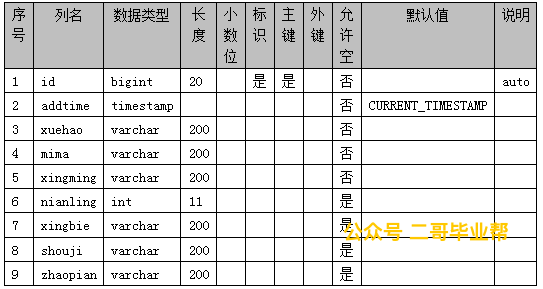 序号 列名 数据类型 长度 小数位 标识 主键 外键 允许空 默认值 说明
1 id bigint 20 是 是 否 auto
2 addtime timestamp 否 CURRENT_TIMESTAMP
3 xuehao varchar 200 否
4 mima varchar 200 否
5 xingming varchar 200 否
6 nianling int 11 是
7 xingbie varchar 200 是
公众号 二哥毕业帮
8 shouji varchar 200 是
9 zhaopian varchar 200 是